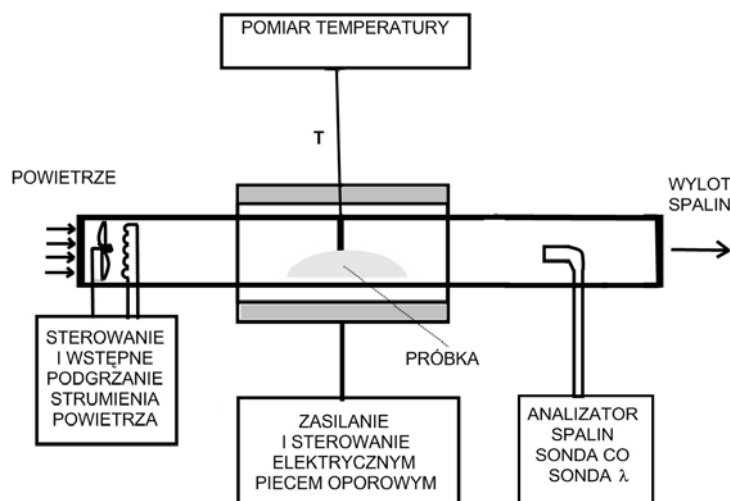 POMIAR TEMPERATURY
T
POWIETRZE
WYLOT
SPALIN
PRÓBKA
STEROWANIE
I WSTĘPNE
PODGRZANIE
STRUMIENIA
POWIETRZA
ZASILANIE
I STEROWANIE
ELEKTRYCZNYM
PIECEM OPOROWYM
ANALIZATOR
SPALIN
SONDA CO
SONDA λ